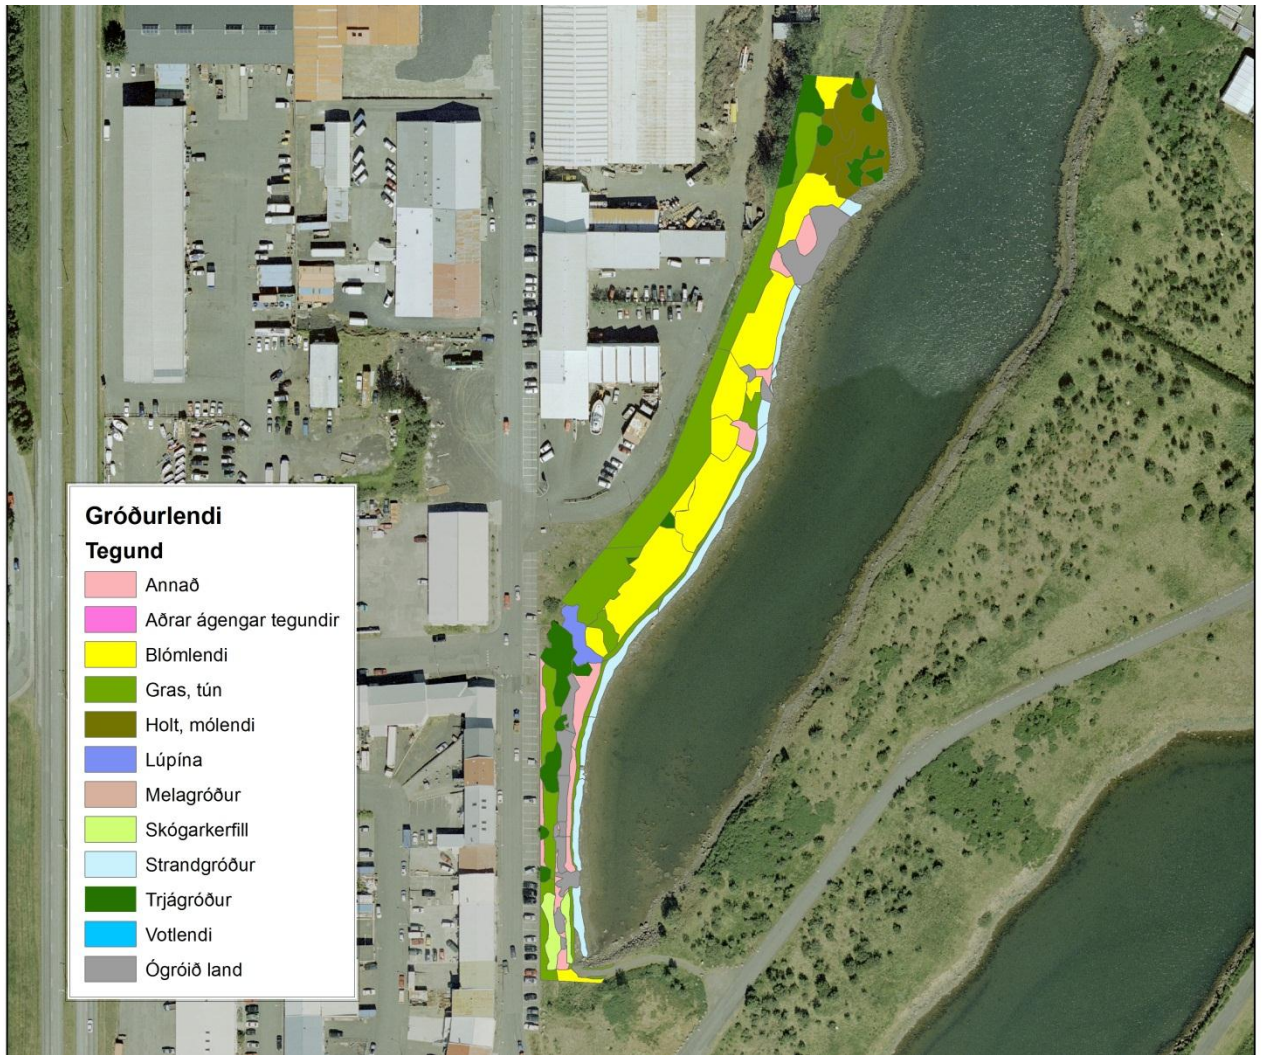 Gróðurlendi
Tegund
Annað
Aðrar ágengar tegundir
Blómlendi
Gras, tún
Holt, mólendi
Lúpína
Melagróður
Skógarkerfill
Strandgróður
Trjágróður
Votlendi
Ógróið land